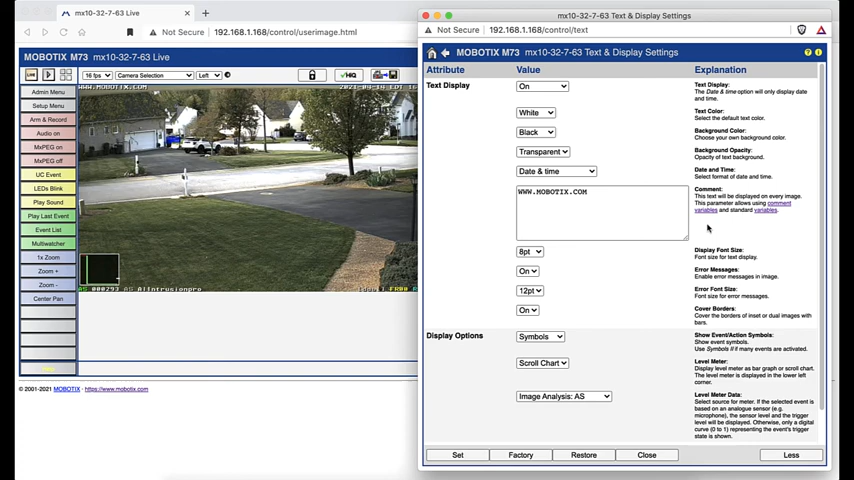 mx10-32-7-63 Live
Not Secure
192.168.1.168/control/userimage.html
MOBOTIX M73 mx10-32-7-63 Live
16 fps
Camera Selection
Left
HiQ
Admin Menu
Setup Menu
Arm & Record
Audio on
MxPEG on
MxPEG off
UC Event
LEDs Blink
Play Sound
Play Last Event
Event List
Multiwatcher
1x Zoom
Zoom +
Zoom -
Center Pan
WWW.MOBOTIX.COM
© 2001-2021 MOBOTIX · https://www.mobotix.com
mx10-32-7-63 Text & Display Settings
Not Secure 192.168.1.168/control/text
MOBOTIX M73 mx10-32-7-63 Text & Display Settings
Attribute Value Explanation
Text Display
On
White
Black
Transparent
Date & time
WWW.MOBOTIX.COM
8pt
On
12pt
On
Display Options
Symbols
Scroll Chart
Image Analysis: AS
Text Display:
The Date & time option will only display date
and time.
Text Color:
Select the default text color.
Background Color:
Choose your own background color.
Background Opacity:
Opacity of text background.
Date and Time:
Select format of date and time.
Comment:
This text will be displayed on every image.
This parameter allows using comment
variables and standard variables.
Display Font Size:
Font size for text display.
Error Messages:
Enable error messages in image.
Error Font Size:
Font size for error messages.
Cover Borders:
Cover the borders of inset or dual images with
bars.
Show Event/Action Symbols:
Show event symbols.
Use Symbols II if many events are activated.
Level Meter:
Display level meter as bar graph or scroll chart.
The level meter is displayed in the lower left
corner.
Level Meter Data:
Select source for meter. If the selected event is
based on an analogue sensor (e.g.
microphone), the sensor level and the trigger
level will be displayed. Otherwise, only a digital
curve (0 to 1) representing the event's trigger
state is shown.
Set
Factory
Restore
Close
Less